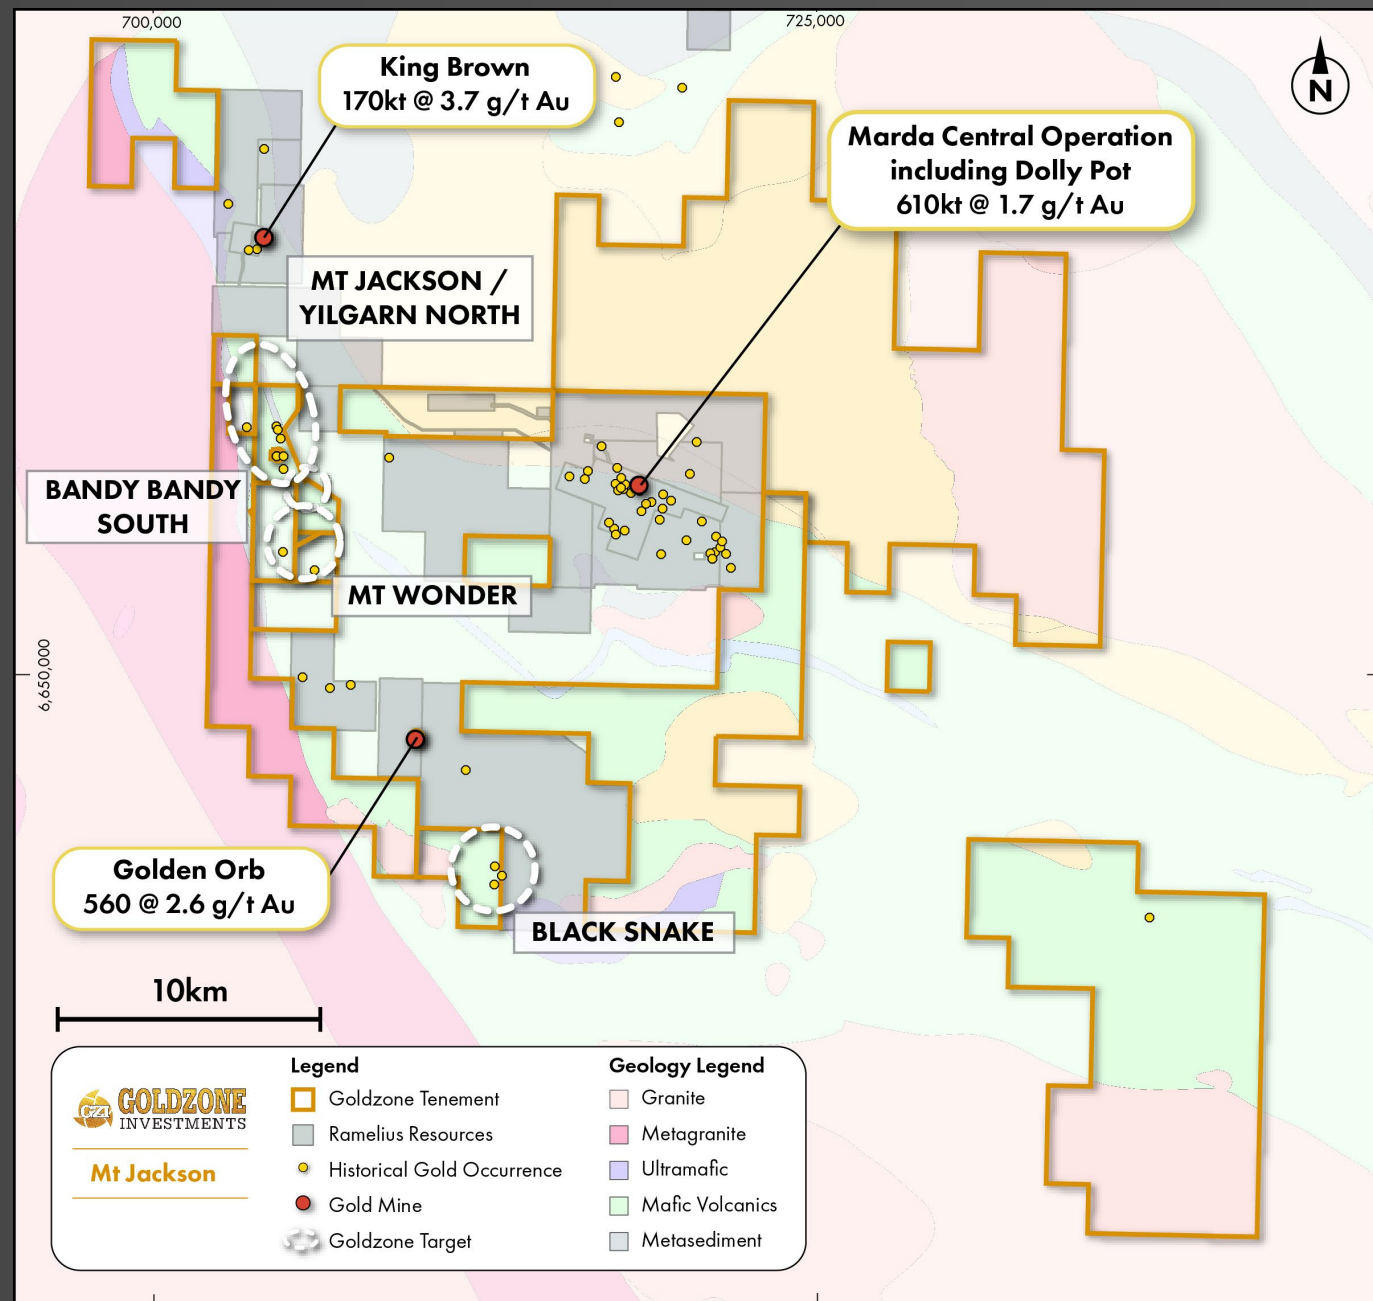 700,000
725,000
King Brown
170kt @ 3.7 g/t Au
N
Marda Central Operation
including Dolly Pot
610kt @ 1.7 g/t Au
MT JACKSON /
YILGARN NORTH
BANDY BANDY
SOUTH
MT WONDER
6,650,000
Golden Orb
560 @ 2.6 g/t Au
BLACK SNAKE
10km
GZI GOLDZONE
INVESTMENTS
Mt Jackson
Legend
Goldzone Tenement
Ramelius Resources
Historical Gold Occurrence
Gold Mine
Goldzone Target
Geology Legend
Granite
Metagranite
Ultramafic
Mafic Volcanics
Metasediment